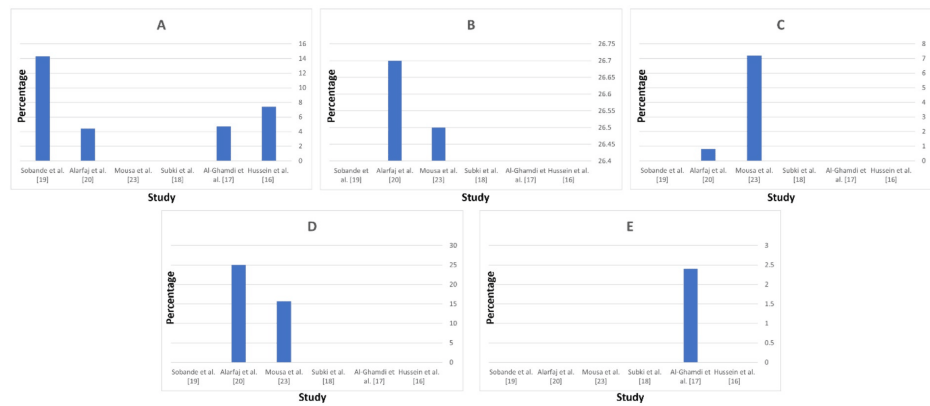 A
16
14
12
10
8
6
4
2
0
Percentage
Sobande et al. [19]
Alarfaj et al. [20]
Mousa et al. [23]
Subki et al. [18]
Al-Ghamdi et al. [17]
Hussein et al. [16]
Study
B
26.75
26.7
26.65
26.6
26.55
26.5
26.45
26.4
Percentage
Sobande et al. [19]
Alarfaj et al. [20]
Mousa et al. [23]
Subki et al. [18]
Al-Ghamdi et al. [17]
Hussein et al. [16]
Study
C
8
7
6
5
4
3
2
1
0
Percentage
Sobande et al. [19]
Alarfaj et al. [20]
Mousa et al. [23]
Subki et al. [18]
Al-Ghamdi et al. [17]
Hussein et al. [16]
Study
D
30
25
20
15
10
5
0
Percentage
Sobande et al. [19]
Alarfaj et al. [20]
Mousa et al. [23]
Subki et al. [18]
Al-Ghamdi et al. [17]
Hussein et al. [16]
Study
E
3
2.5
2
1.5
1
0.5
0
Percentage
Sobande et al. [19]
Alarfaj et al. [20]
Mousa et al. [23]
Subki et al. [18]
Al-Ghamdi et al. [17]
Hussein et al. [16]
Study